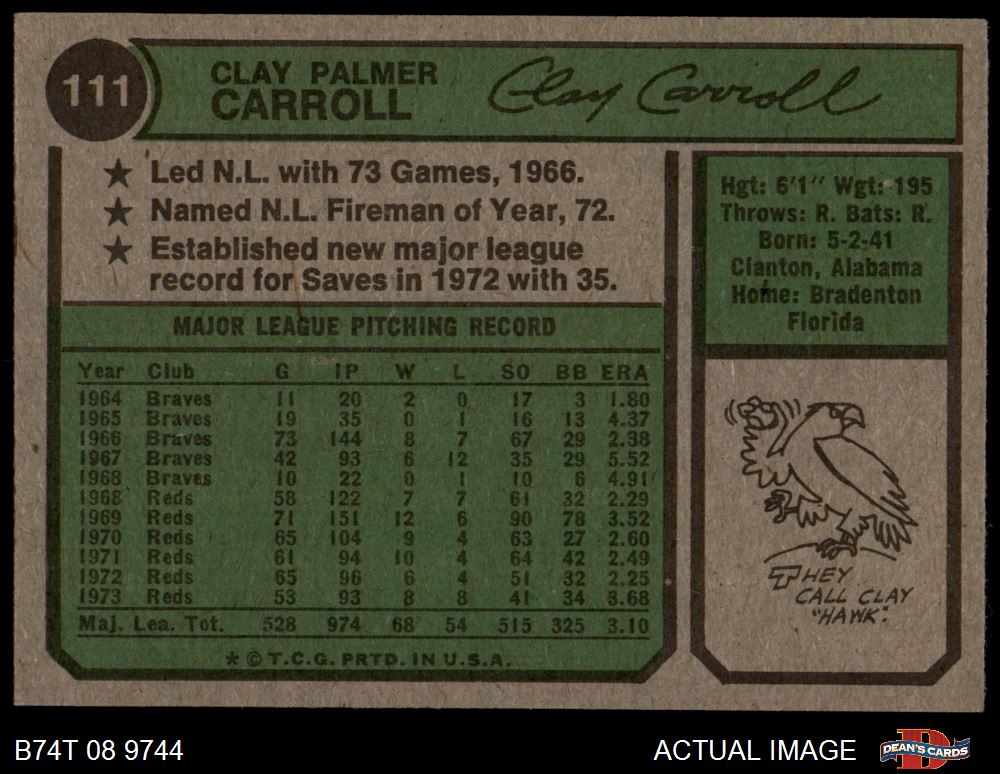 111
CLAY PALMER
CARROLL
Clay Carroll
★ Led N.L. with 73 Games, 1966.
★ Named N.L. Fireman of Year, 72.
★ Established new major league
record for Saves in 1972 with 35.
Hgt: 6'1" Wgt: 195
Throws: R. Bats: R.
Born: 5-2-41
Clanton, Alabama
Home: Bradenton
Florida
MAJOR LEAGUE PITCHING RECORD
Year Club G IP W L SO BB ERA
1964 Braves 11 20 2 0 17 3 1.80
1965 Braves 19 35 0 1 16 13 4.37
1966 Braves 73 144 8 7 67 29 2.38
1967 Braves 42 93 6 12 35 29 5.52
1968 Braves 10 22 0 1 10 6 4.91
1968 Reds 58 122 7 7 61 32 2.29
1969 Reds 71 151 12 6 90 78 3.52
1970 Reds 65 104 9 4 63 27 2.60
1971 Reds 61 94 10 4 64 42 2.49
1972 Reds 65 96 6 4 51 32 2.25
1973 Reds 53 93 8 8 41 34 3.68
Maj. Lea. Tot. 528 974 68 54 515 325 3.10
* © T.C.G. PRTD. IN U.S.A.
THEY
CALL CLAY
"HAWK".
B74T 08 9744
ACTUAL IMAGE
DEAN'S CARDS